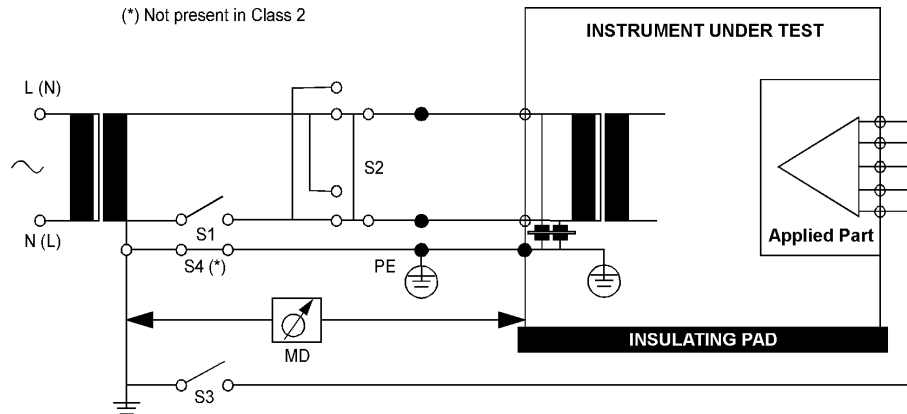 (*) Not present in Class 2
INSTRUMENT UNDER TEST
L (N)
S2
N (L)
S1
Applied Part
S4 (*)
PE
MD
INSULATING PAD
S3